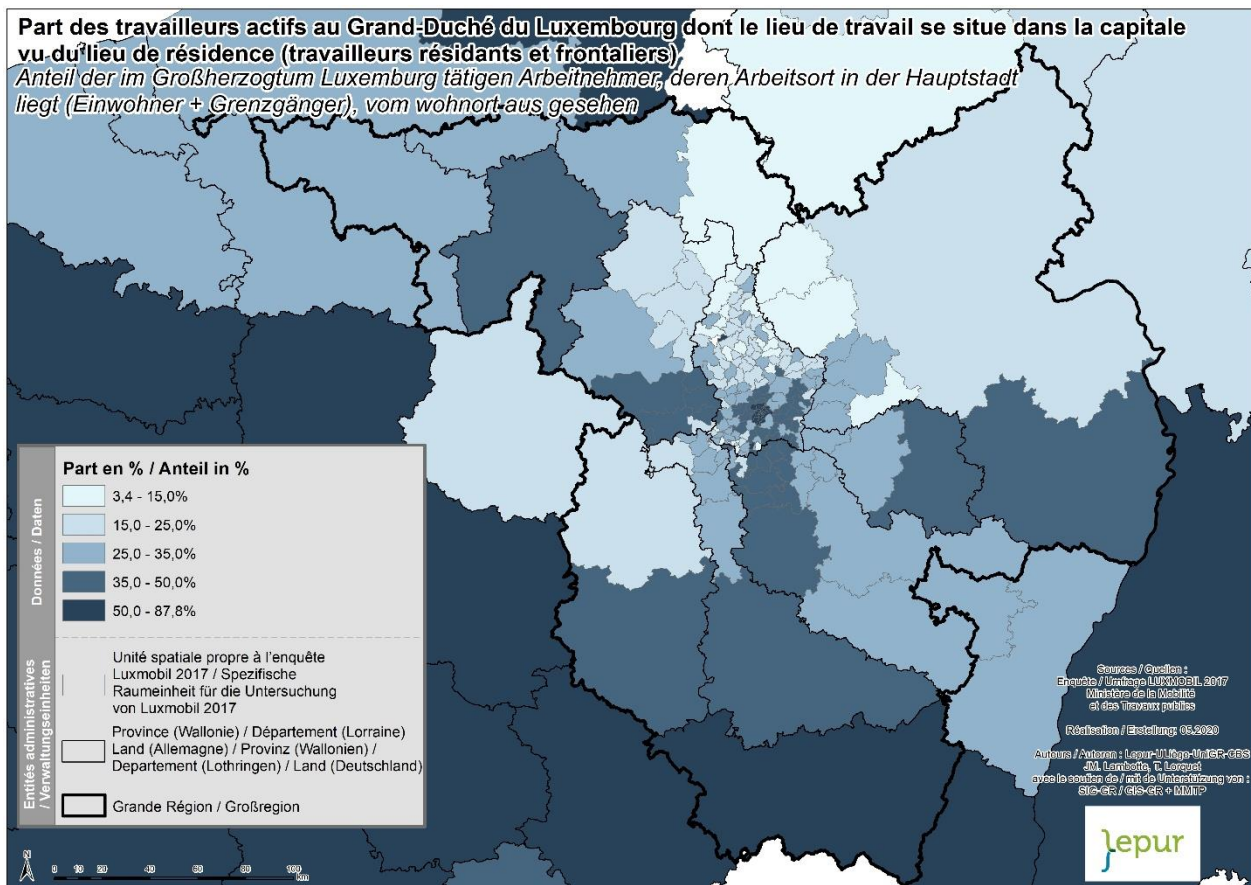 Part des travailleurs actifs au Grand-Duché du Luxembourg dont le lieu de travail se situe dans la capitale
vu du lieu de résidence (travailleurs résidants et frontaliers)
Anteil der im Großherzogtum Luxemburg tätigen Arbeitnehmer, deren Arbeitsort in der Hauptstadt
liegt (Einwohner + Grenzgänger), vom wohnort aus gesehen
Données / Daten
Part en % / Anteil in %
3,4 - 15,0%
15,0 - 25,0%
25,0 - 35,0%
35,0 - 50,0%
50,0 - 87,8%
Entités administratives
/ Verwaltungseinheiten
Unité spatiale propre à l'enquête
Luxmobil 2017 / Spezifische
Raumeinheit für die Untersuchung
von Luxmobil 2017
Province (Wallonie) / Département (Lorraine)
Land (Allemagne) / Provinz (Wallonien) /
Departement (Lothringen) / Land (Deutschland)
Grande Région / Großregion
N
0 10 20 40 60 80 100
km
Sources / Quellen :
Enquête / Umfrage LUXMOBIL 2017
Ministère de la Mobilité
et des Travaux publics
Réalisation / Erstellung: 05.2020
Auteurs / Autoren : Lepur-ULiège-UniGR-CBS
JM. Lambotte, T. Lorquet
avec le soutien de / mit de Unterstützung von :
SIG-GR / GIS-GR + MMTP
lepur